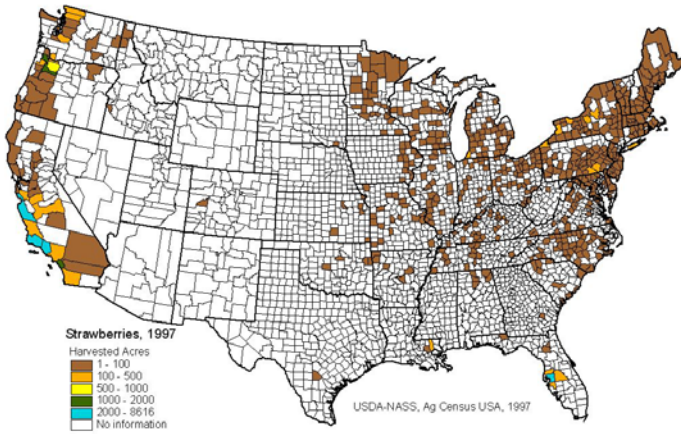 Strawberries, 1997
Harvested Acres
1 - 100
100 - 500
500 - 1000
1000 - 2000
2000 - 8616
No information
USDA-NASS, Ag Census USA, 1997